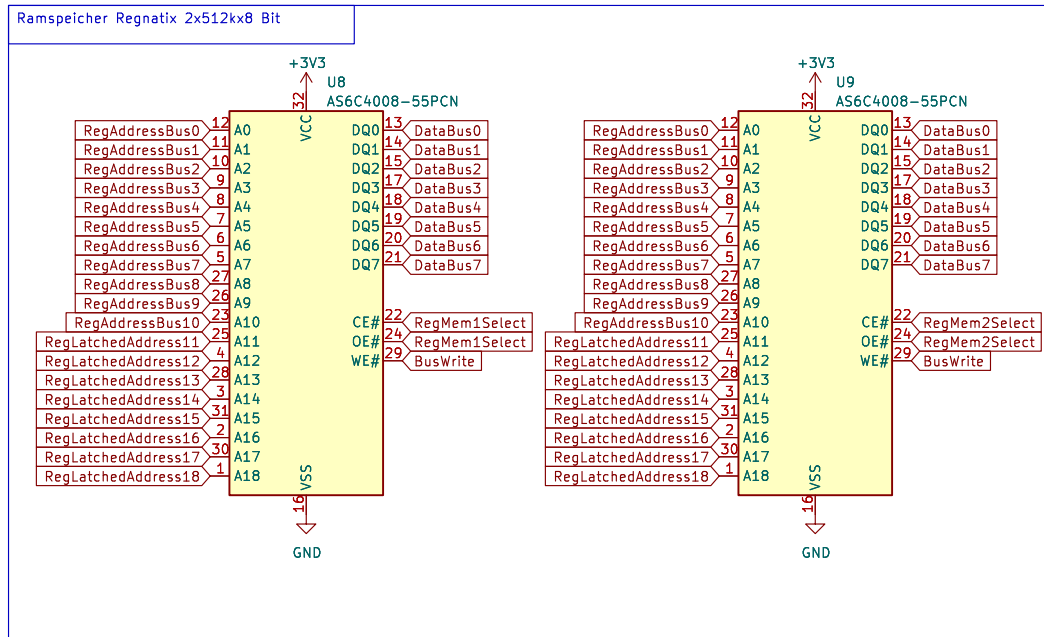 Ramspeicher Regnatix 2x512kx8 Bit
+3V3
U8
AS6C4008-55PCN
32
VCC
RegAddressBus0 12 A0 DQ0 13 DataBus0
RegAddressBus1 11 A1 DQ1 14 DataBus1
RegAddressBus2 10 A2 DQ2 15 DataBus2
RegAddressBus3 9 A3 DQ3 17 DataBus3
RegAddressBus4 8 A4 DQ4 18 DataBus4
RegAddressBus5 7 A5 DQ5 19 DataBus5
RegAddressBus6 6 A6 DQ6 20 DataBus6
RegAddressBus7 5 A7 DQ7 21 DataBus7
RegAddressBus8 27 A8
RegAddressBus9 26 A9
RegAddressBus10 23 A10 CE# 22 RegMem1Select
RegLatchedAddress11 25 A11 OE# 24 RegMem1Select
RegLatchedAddress12 4 A12 WE# 29 BusWrite
RegLatchedAddress13 28 A13
RegLatchedAddress14 3 A14
RegLatchedAddress15 31 A15
RegLatchedAddress16 2 A16
RegLatchedAddress17 30 A17
RegLatchedAddress18 1 A18
VSS
16
GND
+3V3
U9
AS6C4008-55PCN
32
VCC
RegAddressBus0 12 A0 DQ0 13 DataBus0
RegAddressBus1 11 A1 DQ1 14 DataBus1
RegAddressBus2 10 A2 DQ2 15 DataBus2
RegAddressBus3 9 A3 DQ3 17 DataBus3
RegAddressBus4 8 A4 DQ4 18 DataBus4
RegAddressBus5 7 A5 DQ5 19 DataBus5
RegAddressBus6 6 A6 DQ6 20 DataBus6
RegAddressBus7 5 A7 DQ7 21 DataBus7
RegAddressBus8 27 A8
RegAddressBus9 26 A9
RegAddressBus10 23 A10 CE# 22 RegMem2Select
RegLatchedAddress11 25 A11 OE# 24 RegMem2Select
RegLatchedAddress12 4 A12 WE# 29 BusWrite
RegLatchedAddress13 28 A13
RegLatchedAddress14 3 A14
RegLatchedAddress15 31 A15
RegLatchedAddress16 2 A16
RegLatchedAddress17 30 A17
RegLatchedAddress18 1 A18
VSS
16
GND